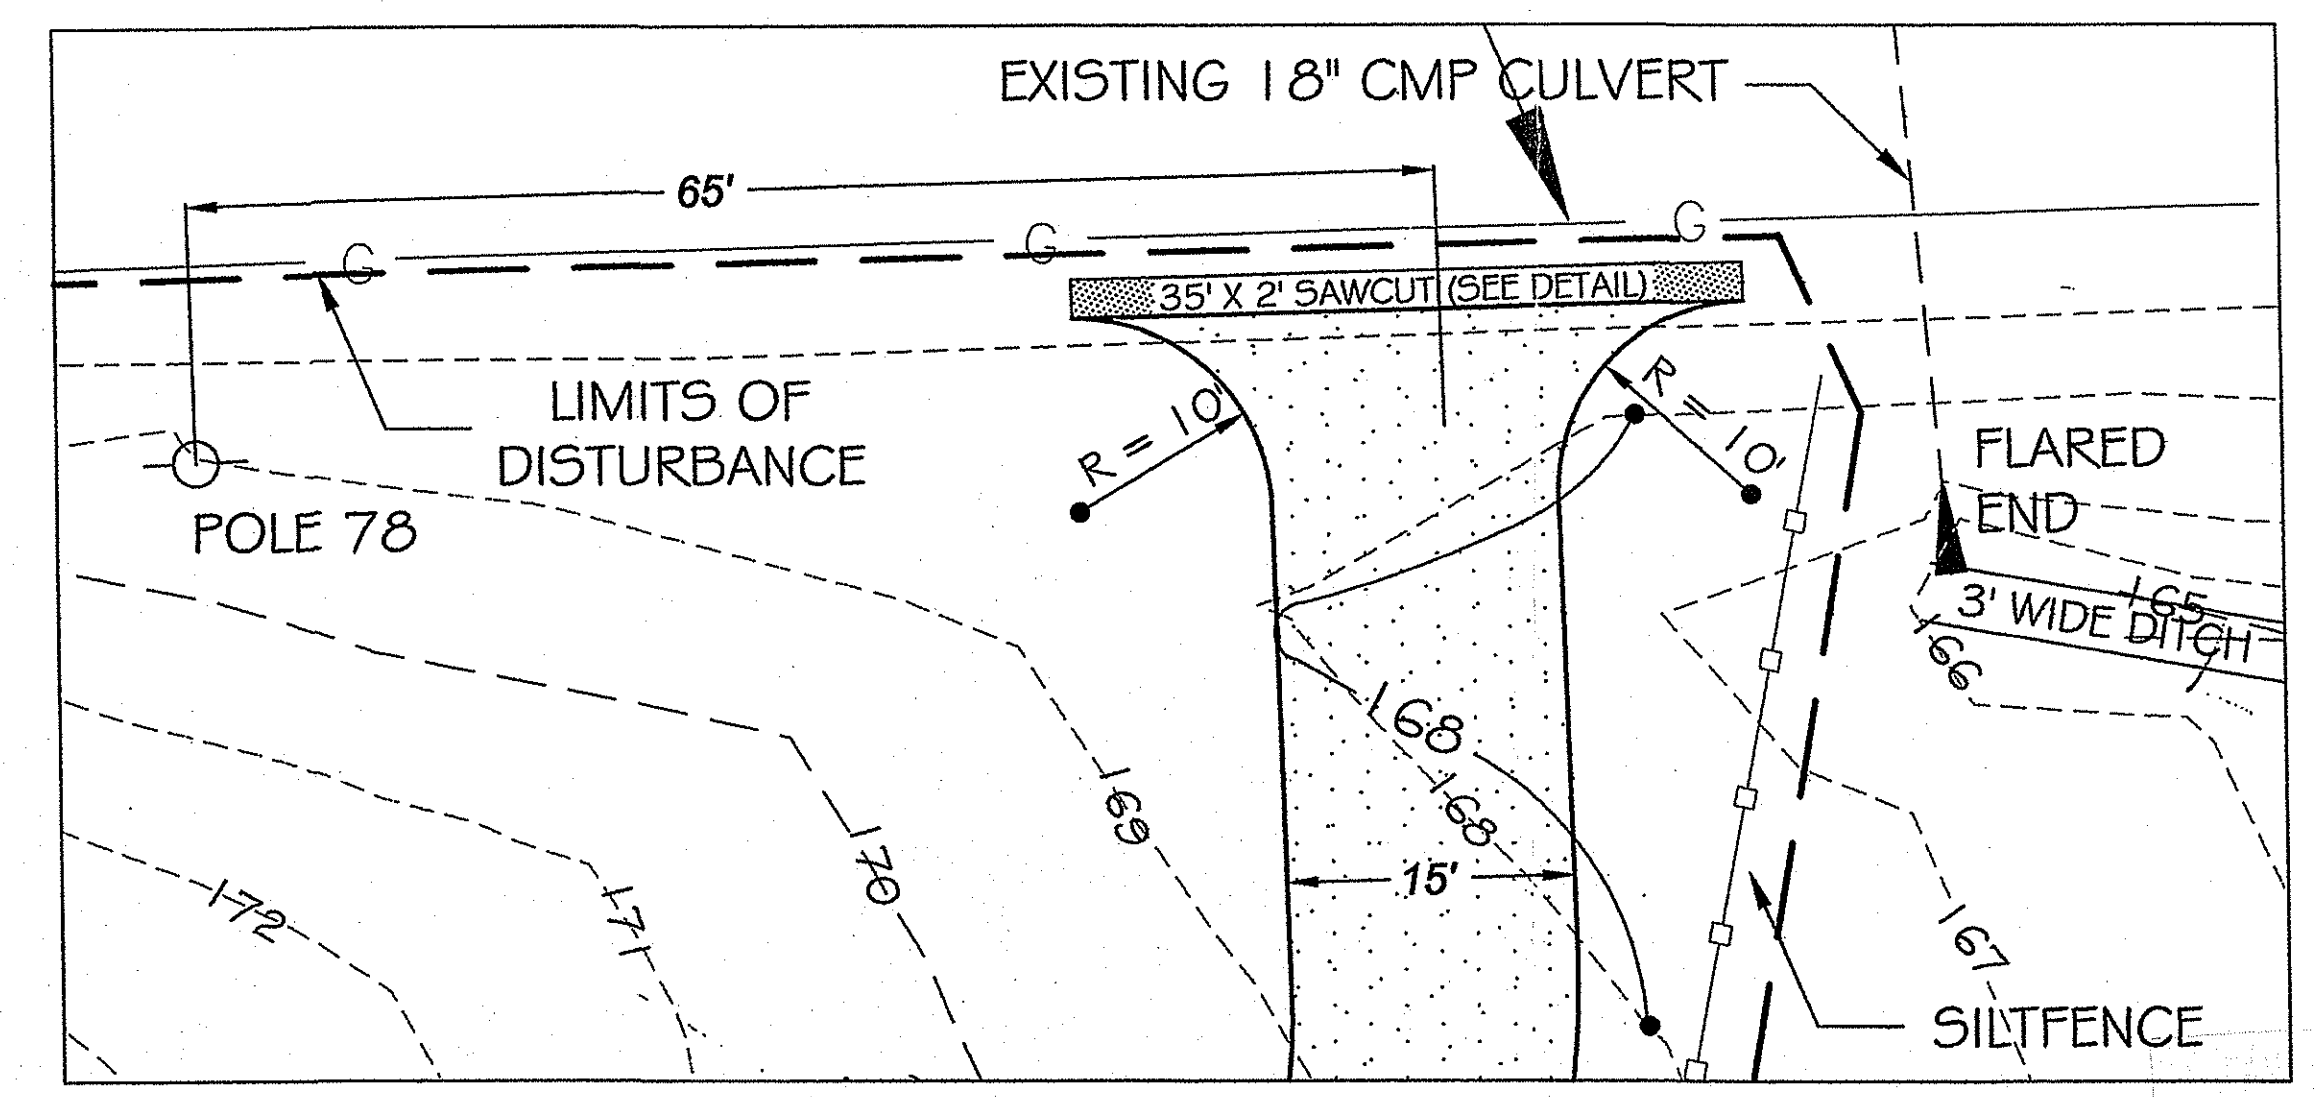 EXISTING 18" CMP CULVERT
65'
G
G
G
35' X 2' SAWCUT (SEE DETAIL)
LIMITS OF
DISTURBANCE
R = 10'
R = 10'
FLARED
END
POLE 78
165
3' WIDE DITCH
166
168
168
169
170
171
172
15'
167
SILTFENCE